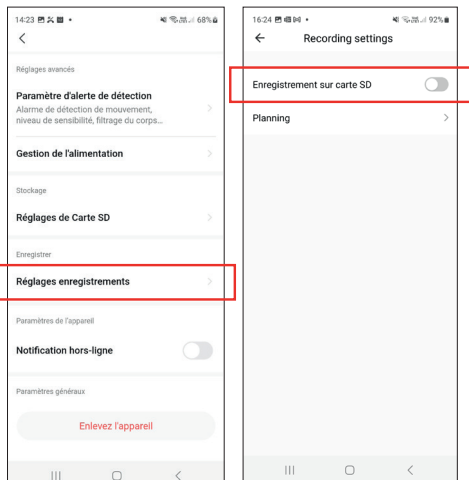 14:23
68%
Réglages avancés
Paramètre d'alerte de détection
Alarme de détection de mouvement,
niveau de sensibilité, filtrage du corps...
Gestion de l'alimentation
Stockage
Réglages de Carte SD
Enregistrer
Réglages enregistrements
Paramètres de l'appareil
Notification hors-ligne
Paramètres généraux
Enlevez l'appareil
16:24
92%
Recording settings
Enregistrement sur carte SD
Planning